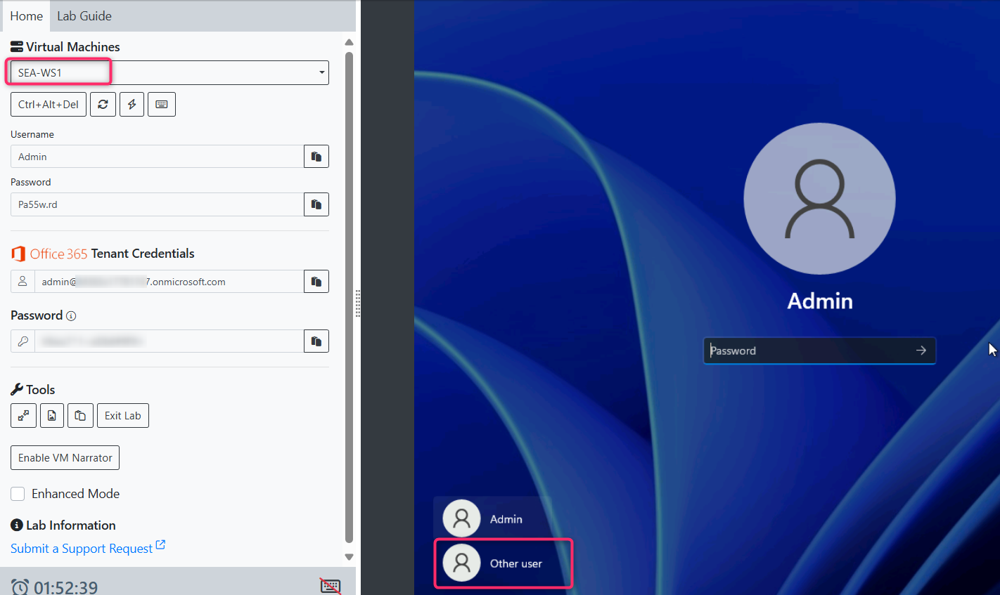 Home Lab Guide
Virtual Machines
SEA-WS1
Ctrl+Alt+Del
Username
Admin
Password
Pa55w.rd
Office 365 Tenant Credentials
admin@ 7.onmicrosoft.com
Password
Tools
Exit Lab
Enable VM Narrator
Enhanced Mode
Lab Information
Submit a Support Request
01:52:39
Admin
Password
Admin
Other user